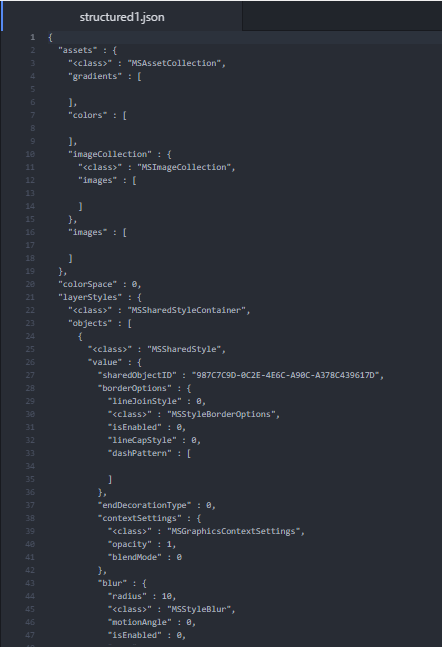 structured1.json
1 {
2 "assets" : {
3 "<class>" : "MSAssetCollection",
4 "gradients" : [
5
6 ],
7 "colors" : [
8
9 ],
10 "imageCollection" : {
11 "<class>" : "MSImageCollection",
12 "images" : [
13
14 ]
15 },
16 "images" : [
17
18 ]
19 },
20 "colorSpace" : 0,
21 "layerStyles" : {
22 "<class>" : "MSSharedStyleContainer",
23 "objects" : [
24 {
25 "<class>" : "MSSharedStyle",
26 "value" : {
27 "sharedObjectID" : "987C7C9D-0C2E-4E6C-A90C-A378C439617D",
28 "borderOptions" : {
29 "lineJoinStyle" : 0,
30 "<class>" : "MSStyleBorderOptions",
31 "isEnabled" : 0,
32 "lineCapStyle" : 0,
33 "dashPattern" : [
34
35 ]
36 },
37 "endDecorationType" : 0,
38 "contextSettings" : {
39 "<class>" : "MSGraphicsContextSettings",
40 "opacity" : 1,
41 "blendMode" : 0
42 },
43 "blur" : {
44 "radius" : 10,
45 "<class>" : "MSStyleBlur",
46 "motionAngle" : 0,
47 "isEnabled" : 0,